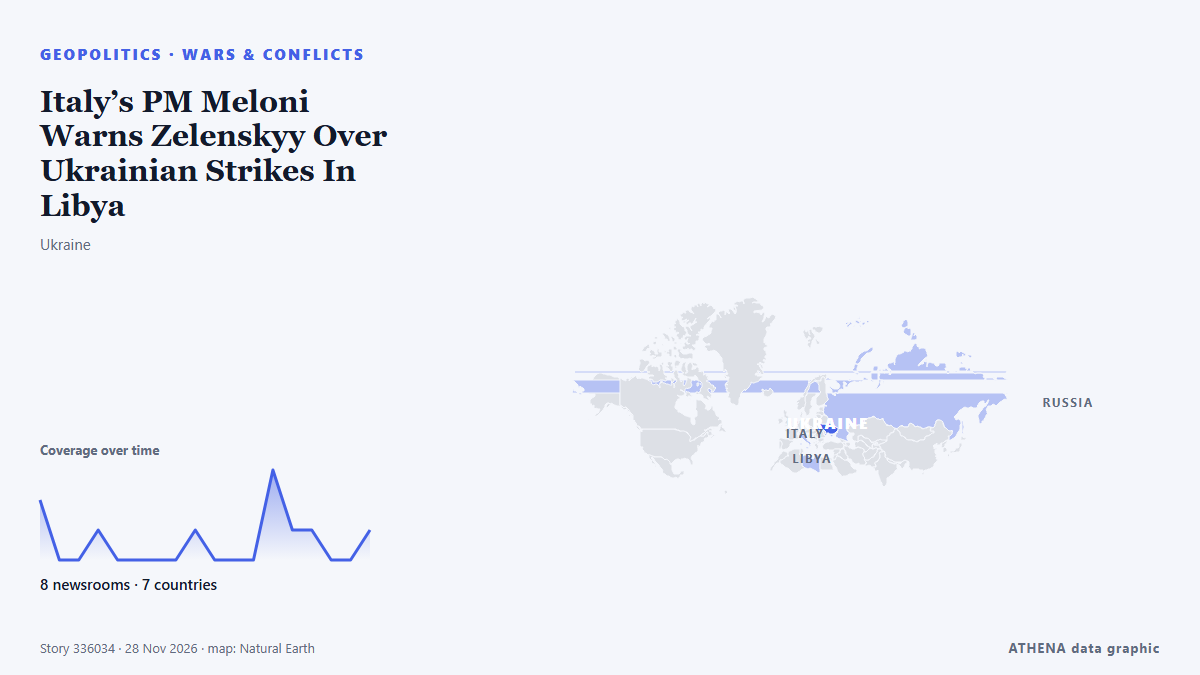 GEOPOLITICS · WARS & CONFLICTS
Italy’s PM Meloni
Warns Zelenskyy Over
Ukrainian Strikes In
Libya
Ukraine
RUSSIA
UKRAINE
ITALY
LIBYA
Coverage over time
8 newsrooms · 7 countries
Story 336034 · 28 Nov 2026 · map: Natural Earth
ATHENA data graphic